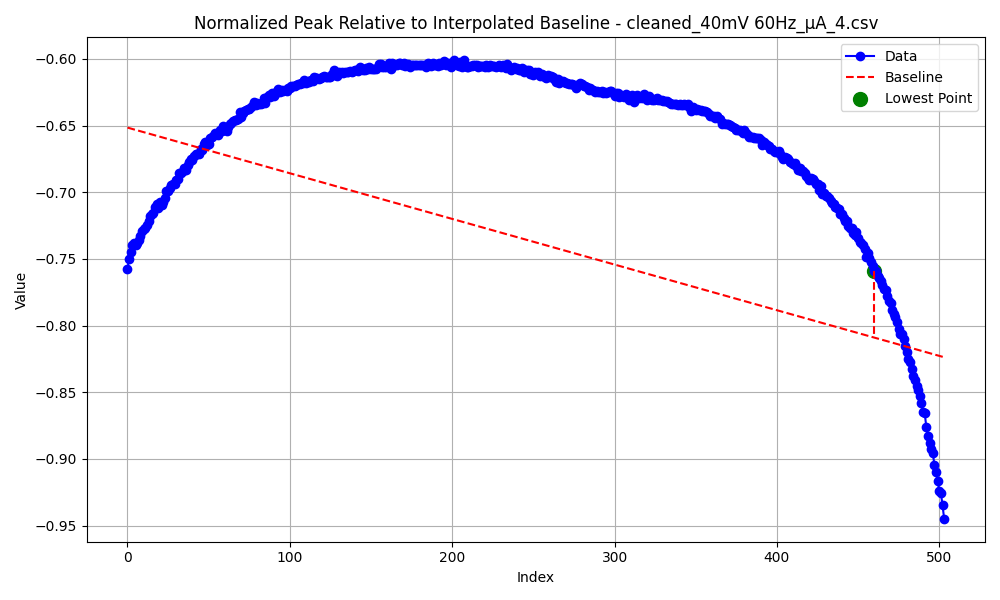 Normalized Peak Relative to Interpolated Baseline - cleaned_40mV 60Hz_µA_4.csv
Data
Baseline
Lowest Point
Value
−0.60
−0.65
−0.70
−0.75
−0.80
−0.85
−0.90
−0.95
0 100 200 300 400 500
Index